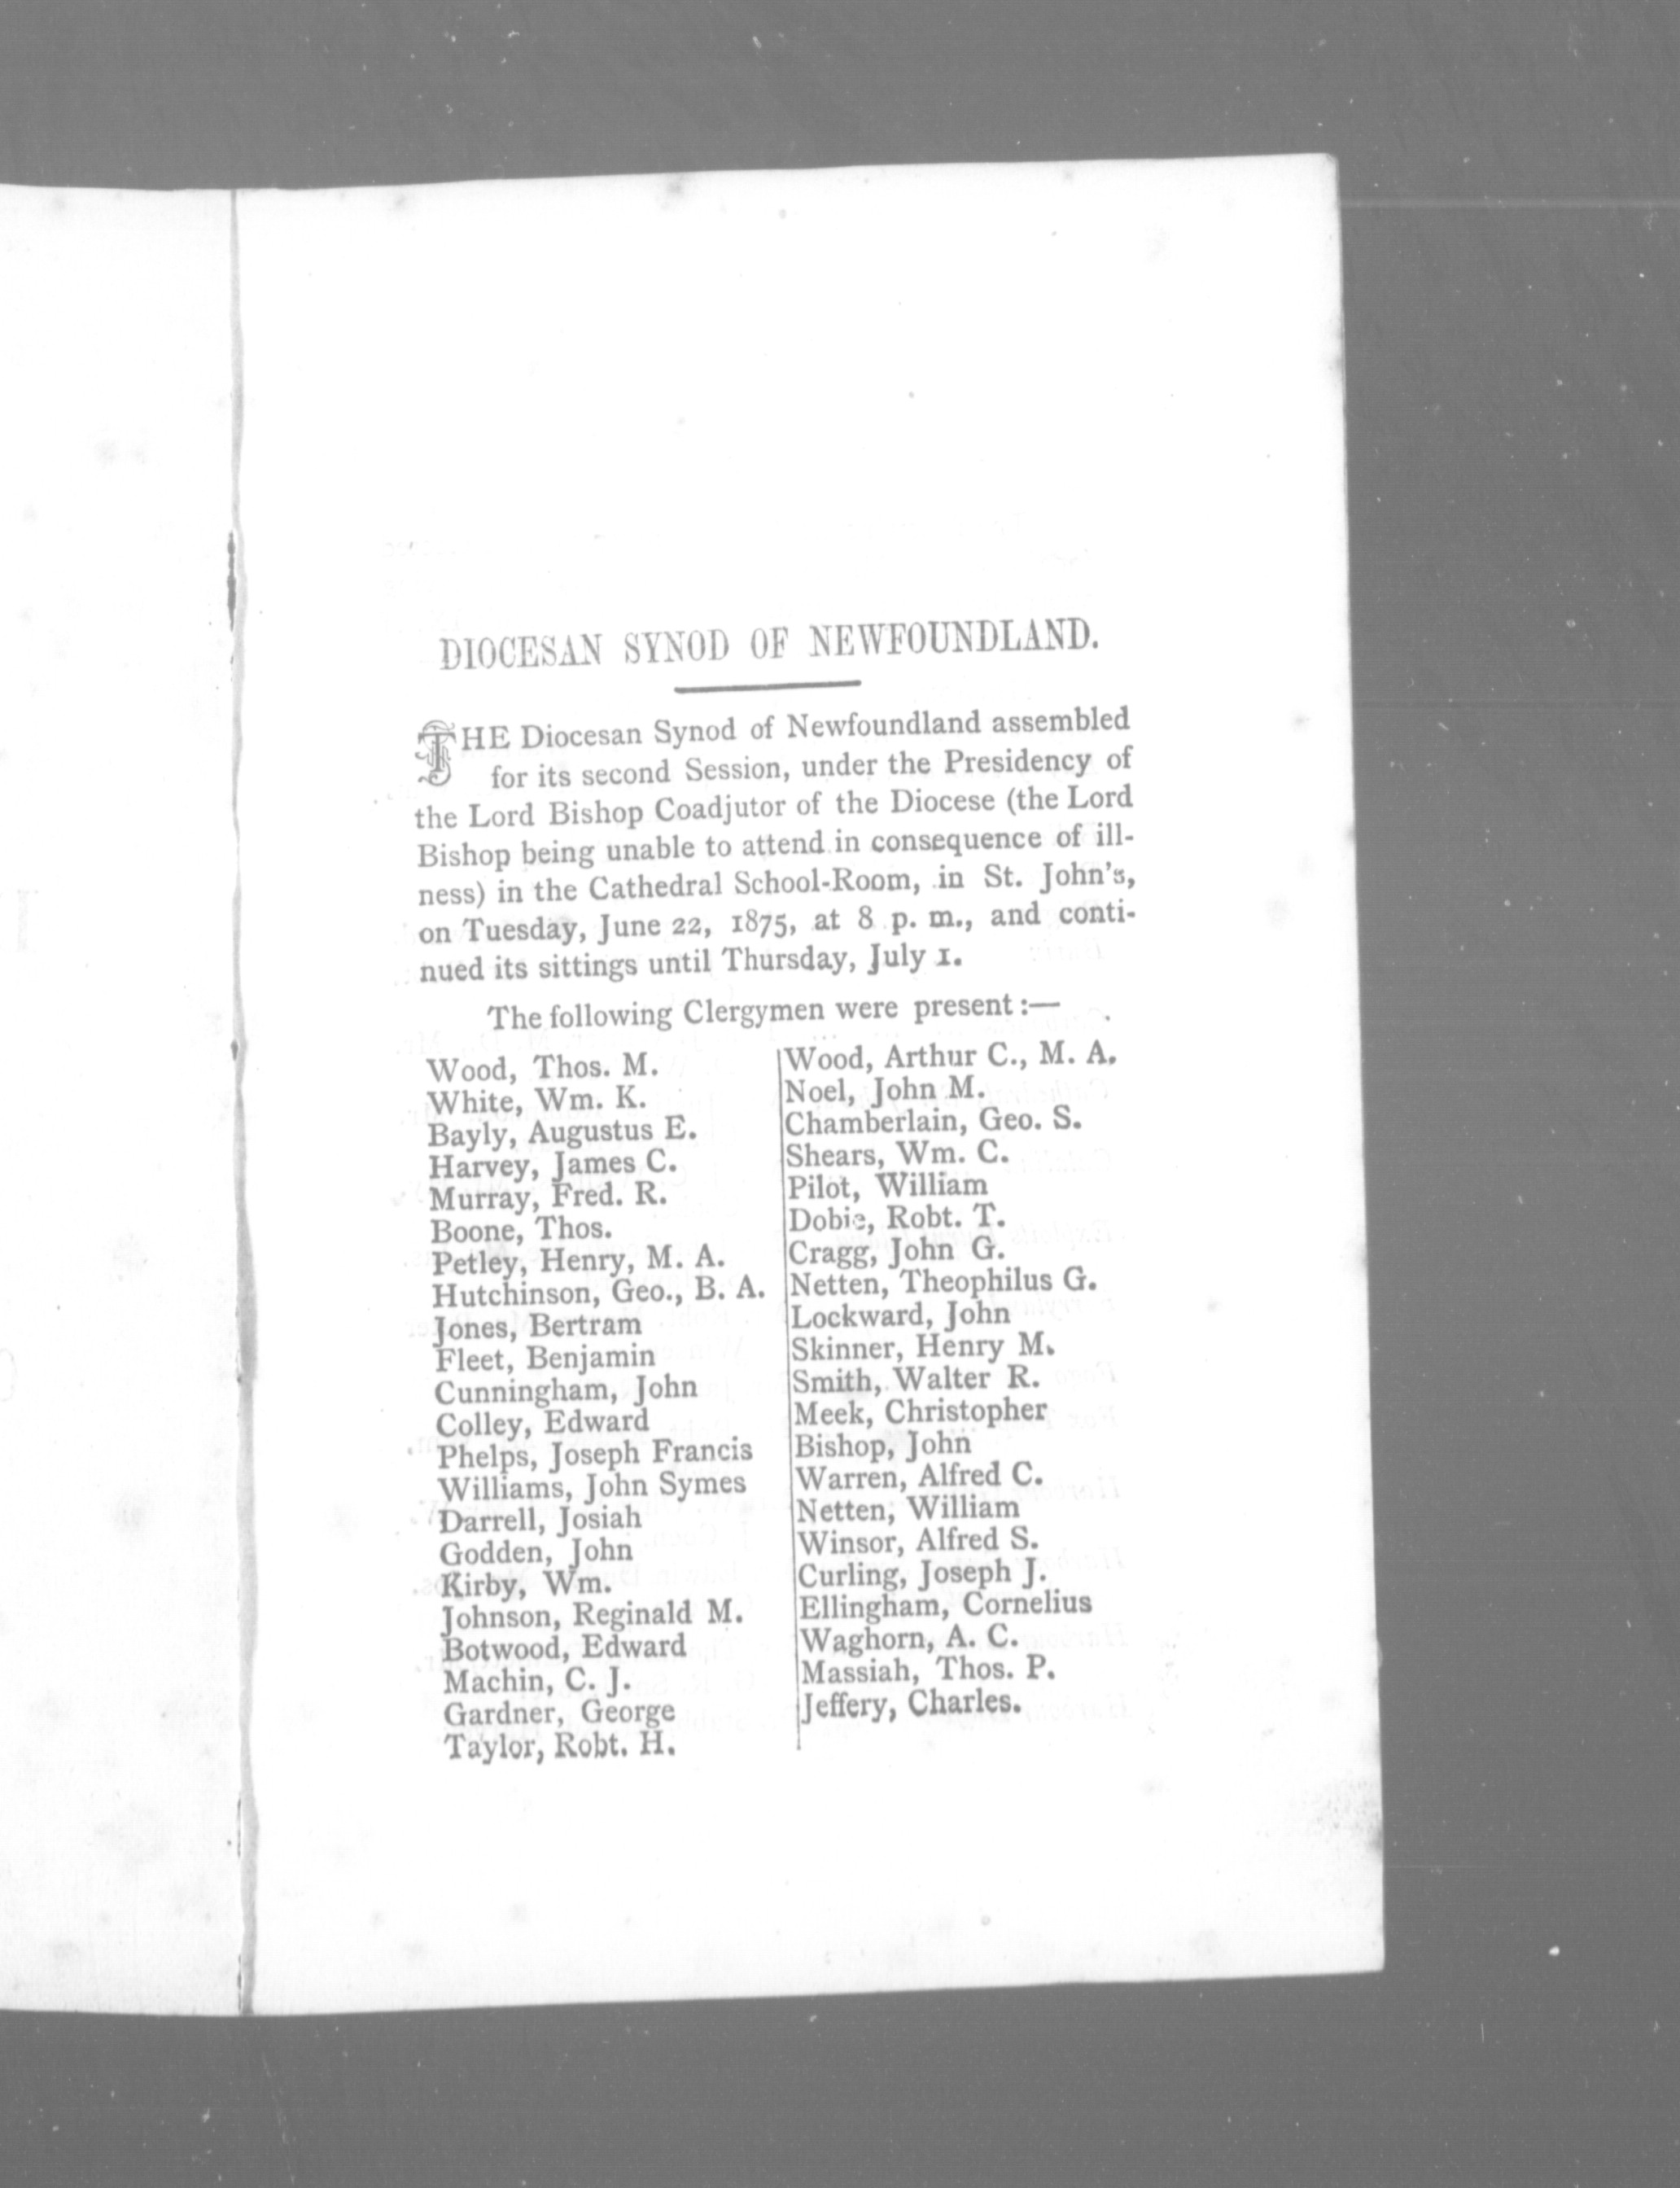 DIOCESAN SYNOD OF NEWFOUNDLAND.
THE Diocesan Synod of Newfoundland assembled
for its second Session, under the Presidency of
the Lord Bishop Coadjutor of the Diocese (the Lord
Bishop being unable to attend in consequence of ill-
ness) in the Cathedral School-Room, in St. John's,
on Tuesday, June 22, 1875, at 8 p. m., and conti-
nued its sittings until Thursday, July 1.
The following Clergymen were present :—
Wood, Thos. M.
White, Wm. K.
Bayly, Augustus E.
Harvey, James C.
Murray, Fred. R.
Boone, Thos.
Petley, Henry, M. A.
Hutchinson, Geo., B. A.
Jones, Bertram
Fleet, Benjamin
Cunningham, John
Colley, Edward
Phelps, Joseph Francis
Williams, John Symes
Darrell, Josiah
Godden, John
Kirby, Wm.
Johnson, Reginald M.
Botwood, Edward
Machin, C. J.
Gardner, George
Taylor, Robt. H.
Wood, Arthur C., M. A.
Noel, John M.
Chamberlain, Geo. S.
Shears, Wm. C.
Pilot, William
Dobie, Robt. T.
Cragg, John G.
Netten, Theophilus G.
Lockward, John
Skinner, Henry M.
Smith, Walter R.
Meek, Christopher
Bishop, John
Warren, Alfred C.
Netten, William
Winsor, Alfred S.
Curling, Joseph J.
Ellingham, Cornelius
Waghorn, A. C.
Massiah, Thos. P.
Jeffery, Charles.